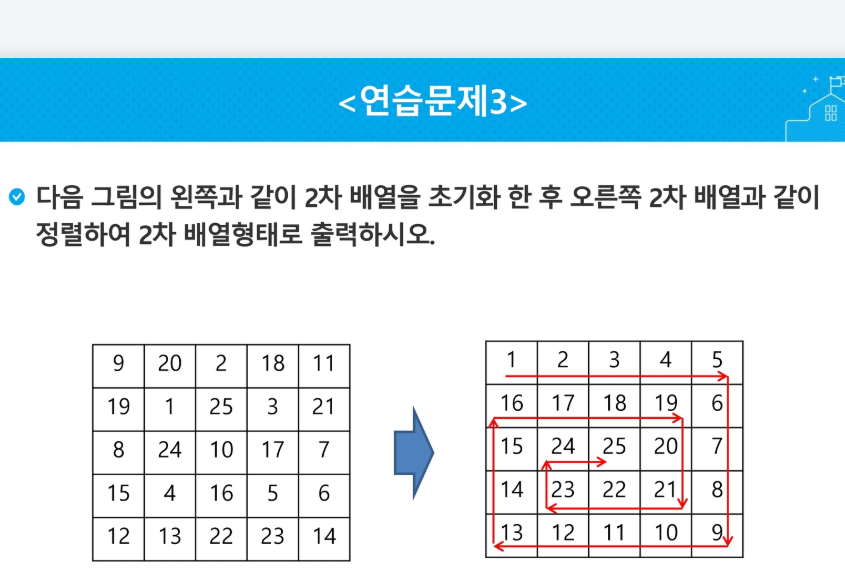 <연습문제3>
다음 그림의 왼쪽과 같이 2차 배열을 초기화 한 후 오른쪽 2차 배열과 같이
정렬하여 2차 배열형태로 출력하시오.
9 20 2 18 11
19 1 25 3 21
8 24 10 17 7
15 4 16 5 6
12 13 22 23 14
1 2 3 4 5
16 17 18 19 6
15 24 25 20 7
14 23 22 21 8
13 12 11 10 9